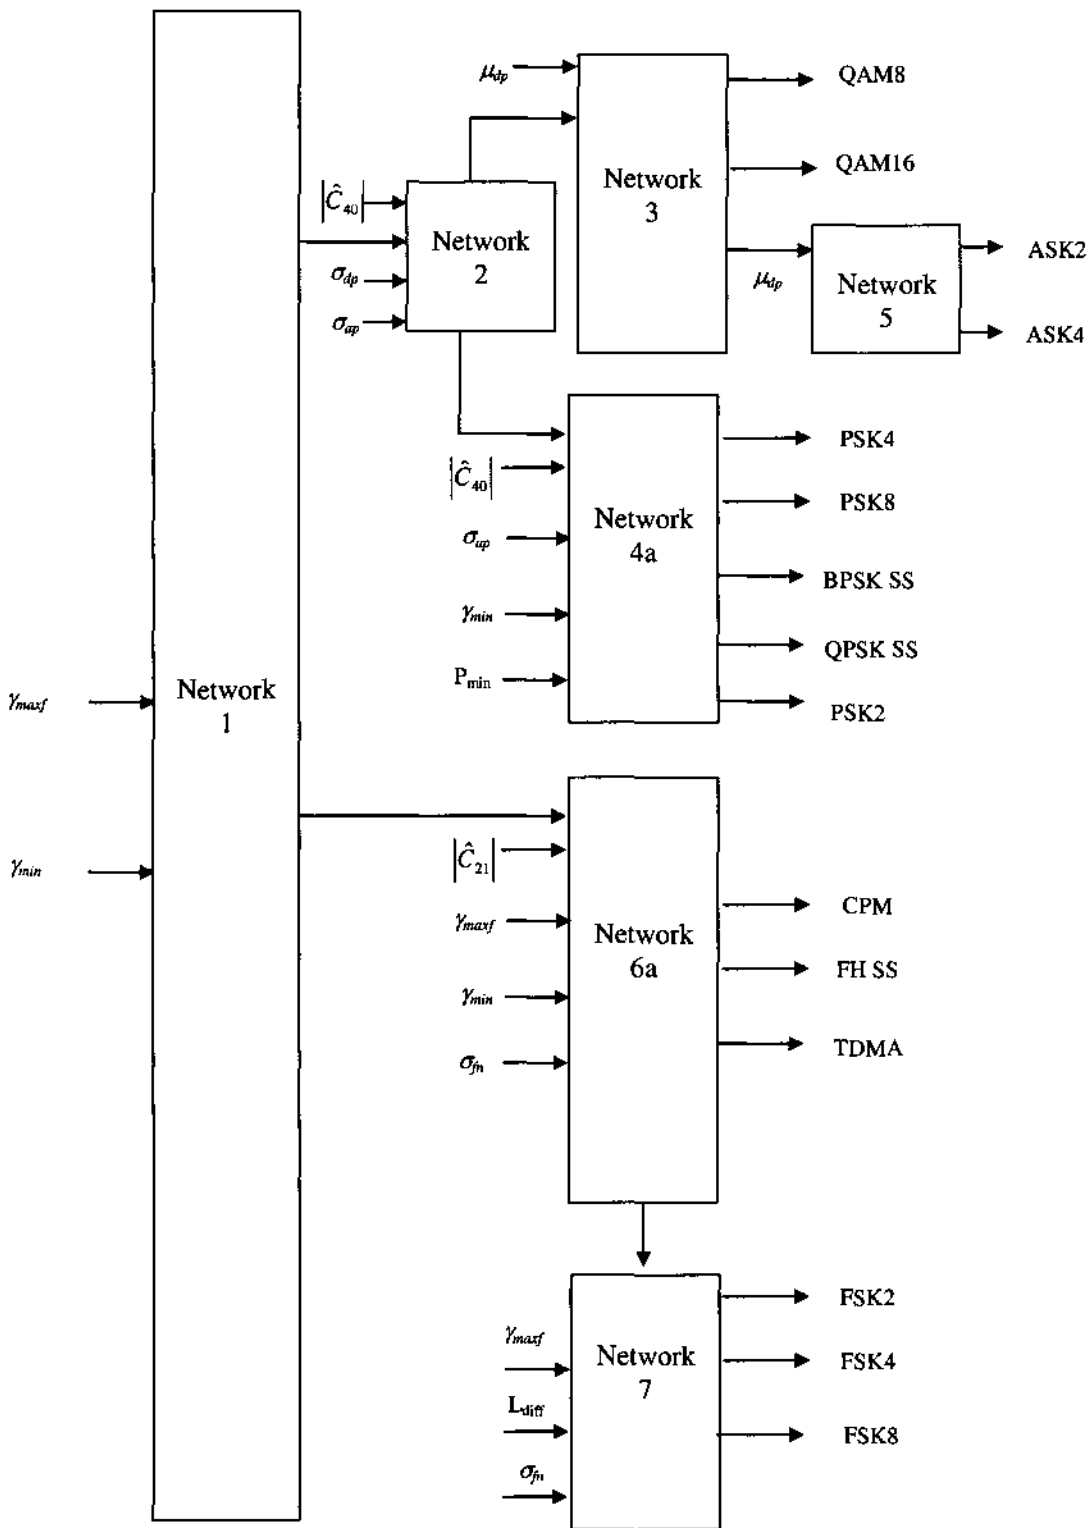 γmaxf
γmin
Network
1
|Ĉ40|
σdp
σap
Network
2
μdp
Network
3
QAM8
QAM16
μdp
Network
5
ASK2
ASK4
|Ĉ40|
σap
γmin
Pmin
Network
4a
PSK4
PSK8
BPSK SS
QPSK SS
PSK2
|Ĉ21|
γmaxf
γmin
σfn
Network
6a
CPM
FH SS
TDMA
γmaxf
Ldiff
σfn
Network
7
FSK2
FSK4
FSK8